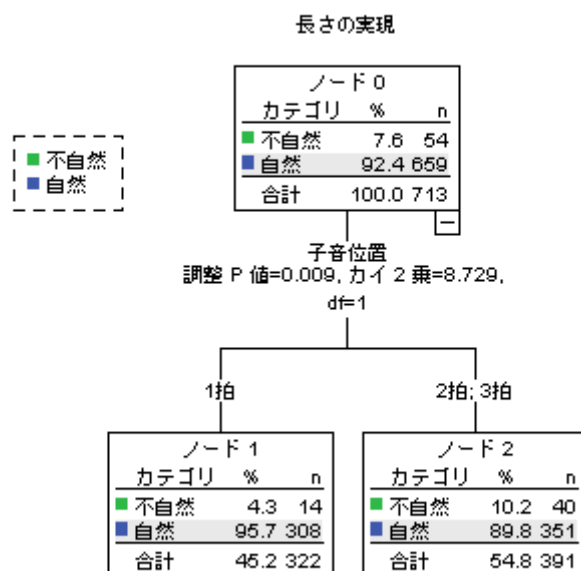 長さの実現
不自然
自然
ノード 0
カテゴリ % n
不自然 7.6 54
自然 92.4 659
合計 100.0 713
子音位置
調整 P 値=0.009, カイ 2 乗=8.729,
df=1
1拍
2拍; 3拍
ノード 1
カテゴリ % n
不自然 4.3 14
自然 95.7 308
合計 45.2 322
ノード 2
カテゴリ % n
不自然 10.2 40
自然 89.8 351
合計 54.8 391